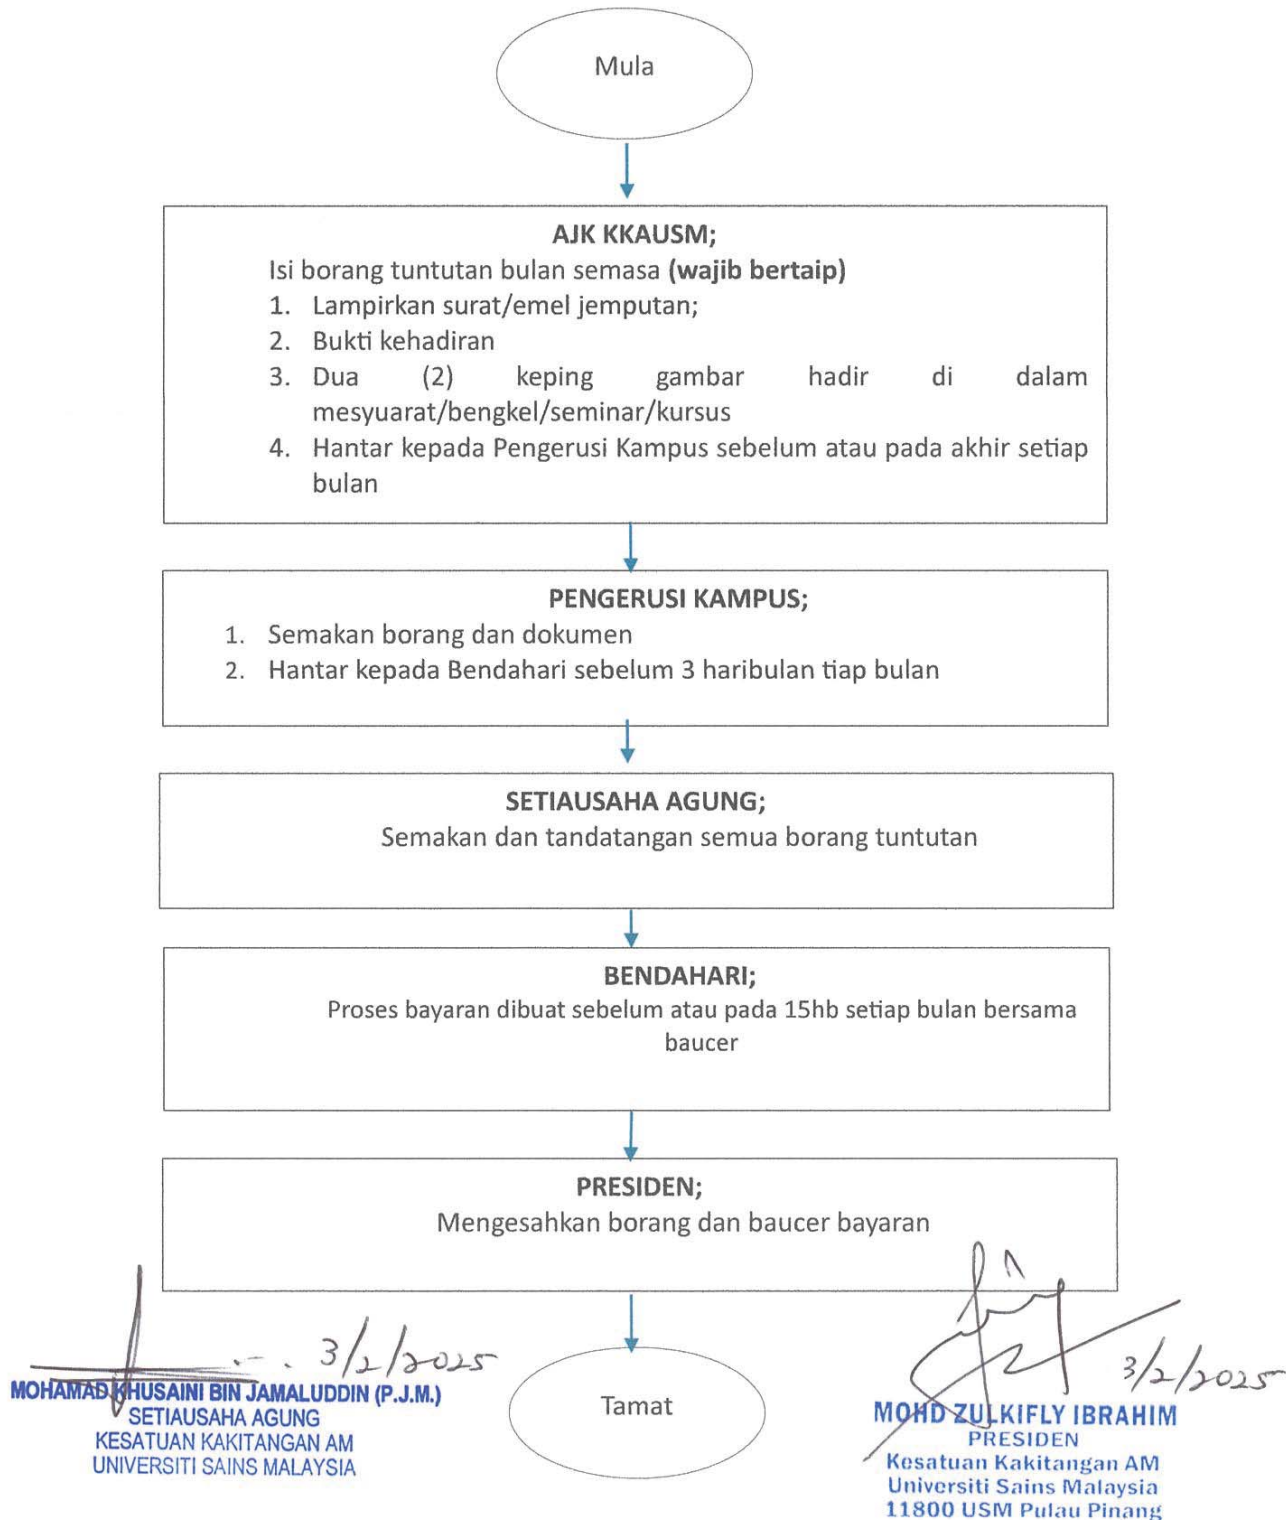 Mula
AJK KKAUSM;
Isi borang tuntutan bulan semasa (wajib bertaip)
1. Lampirkan surat/emel jemputan;
2. Bukti kehadiran
3. Dua (2) keping gambar hadir di dalam
mesyuarat/bengkel/seminar/kursus
4. Hantar kepada Pengerusi Kampus sebelum atau pada akhir setiap
bulan
PENGERUSI KAMPUS;
1. Semakan borang dan dokumen
2. Hantar kepada Bendahari sebelum 3 haribulan tiap bulan
SETIAUSAHA AGUNG;
Semakan dan tandatangan semua borang tuntutan
BENDAHARI;
Proses bayaran dibuat sebelum atau pada 15hb setiap bulan bersama
baucer
PRESIDEN;
Mengesahkan borang dan baucer bayaran
3/2/2025
MOHAMAD KHUSAINI BIN JAMALUDDIN (P.J.M.)
SETIAUSAHA AGUNG
KESATUAN KAKITANGAN AM
UNIVERSITI SAINS MALAYSIA
Tamat
3/2/2025
MOHD ZULKIFLY IBRAHIM
PRESIDEN
Kesatuan Kakitangan AM
Universiti Sains Malaysia
11800 USM Pulau Pinang